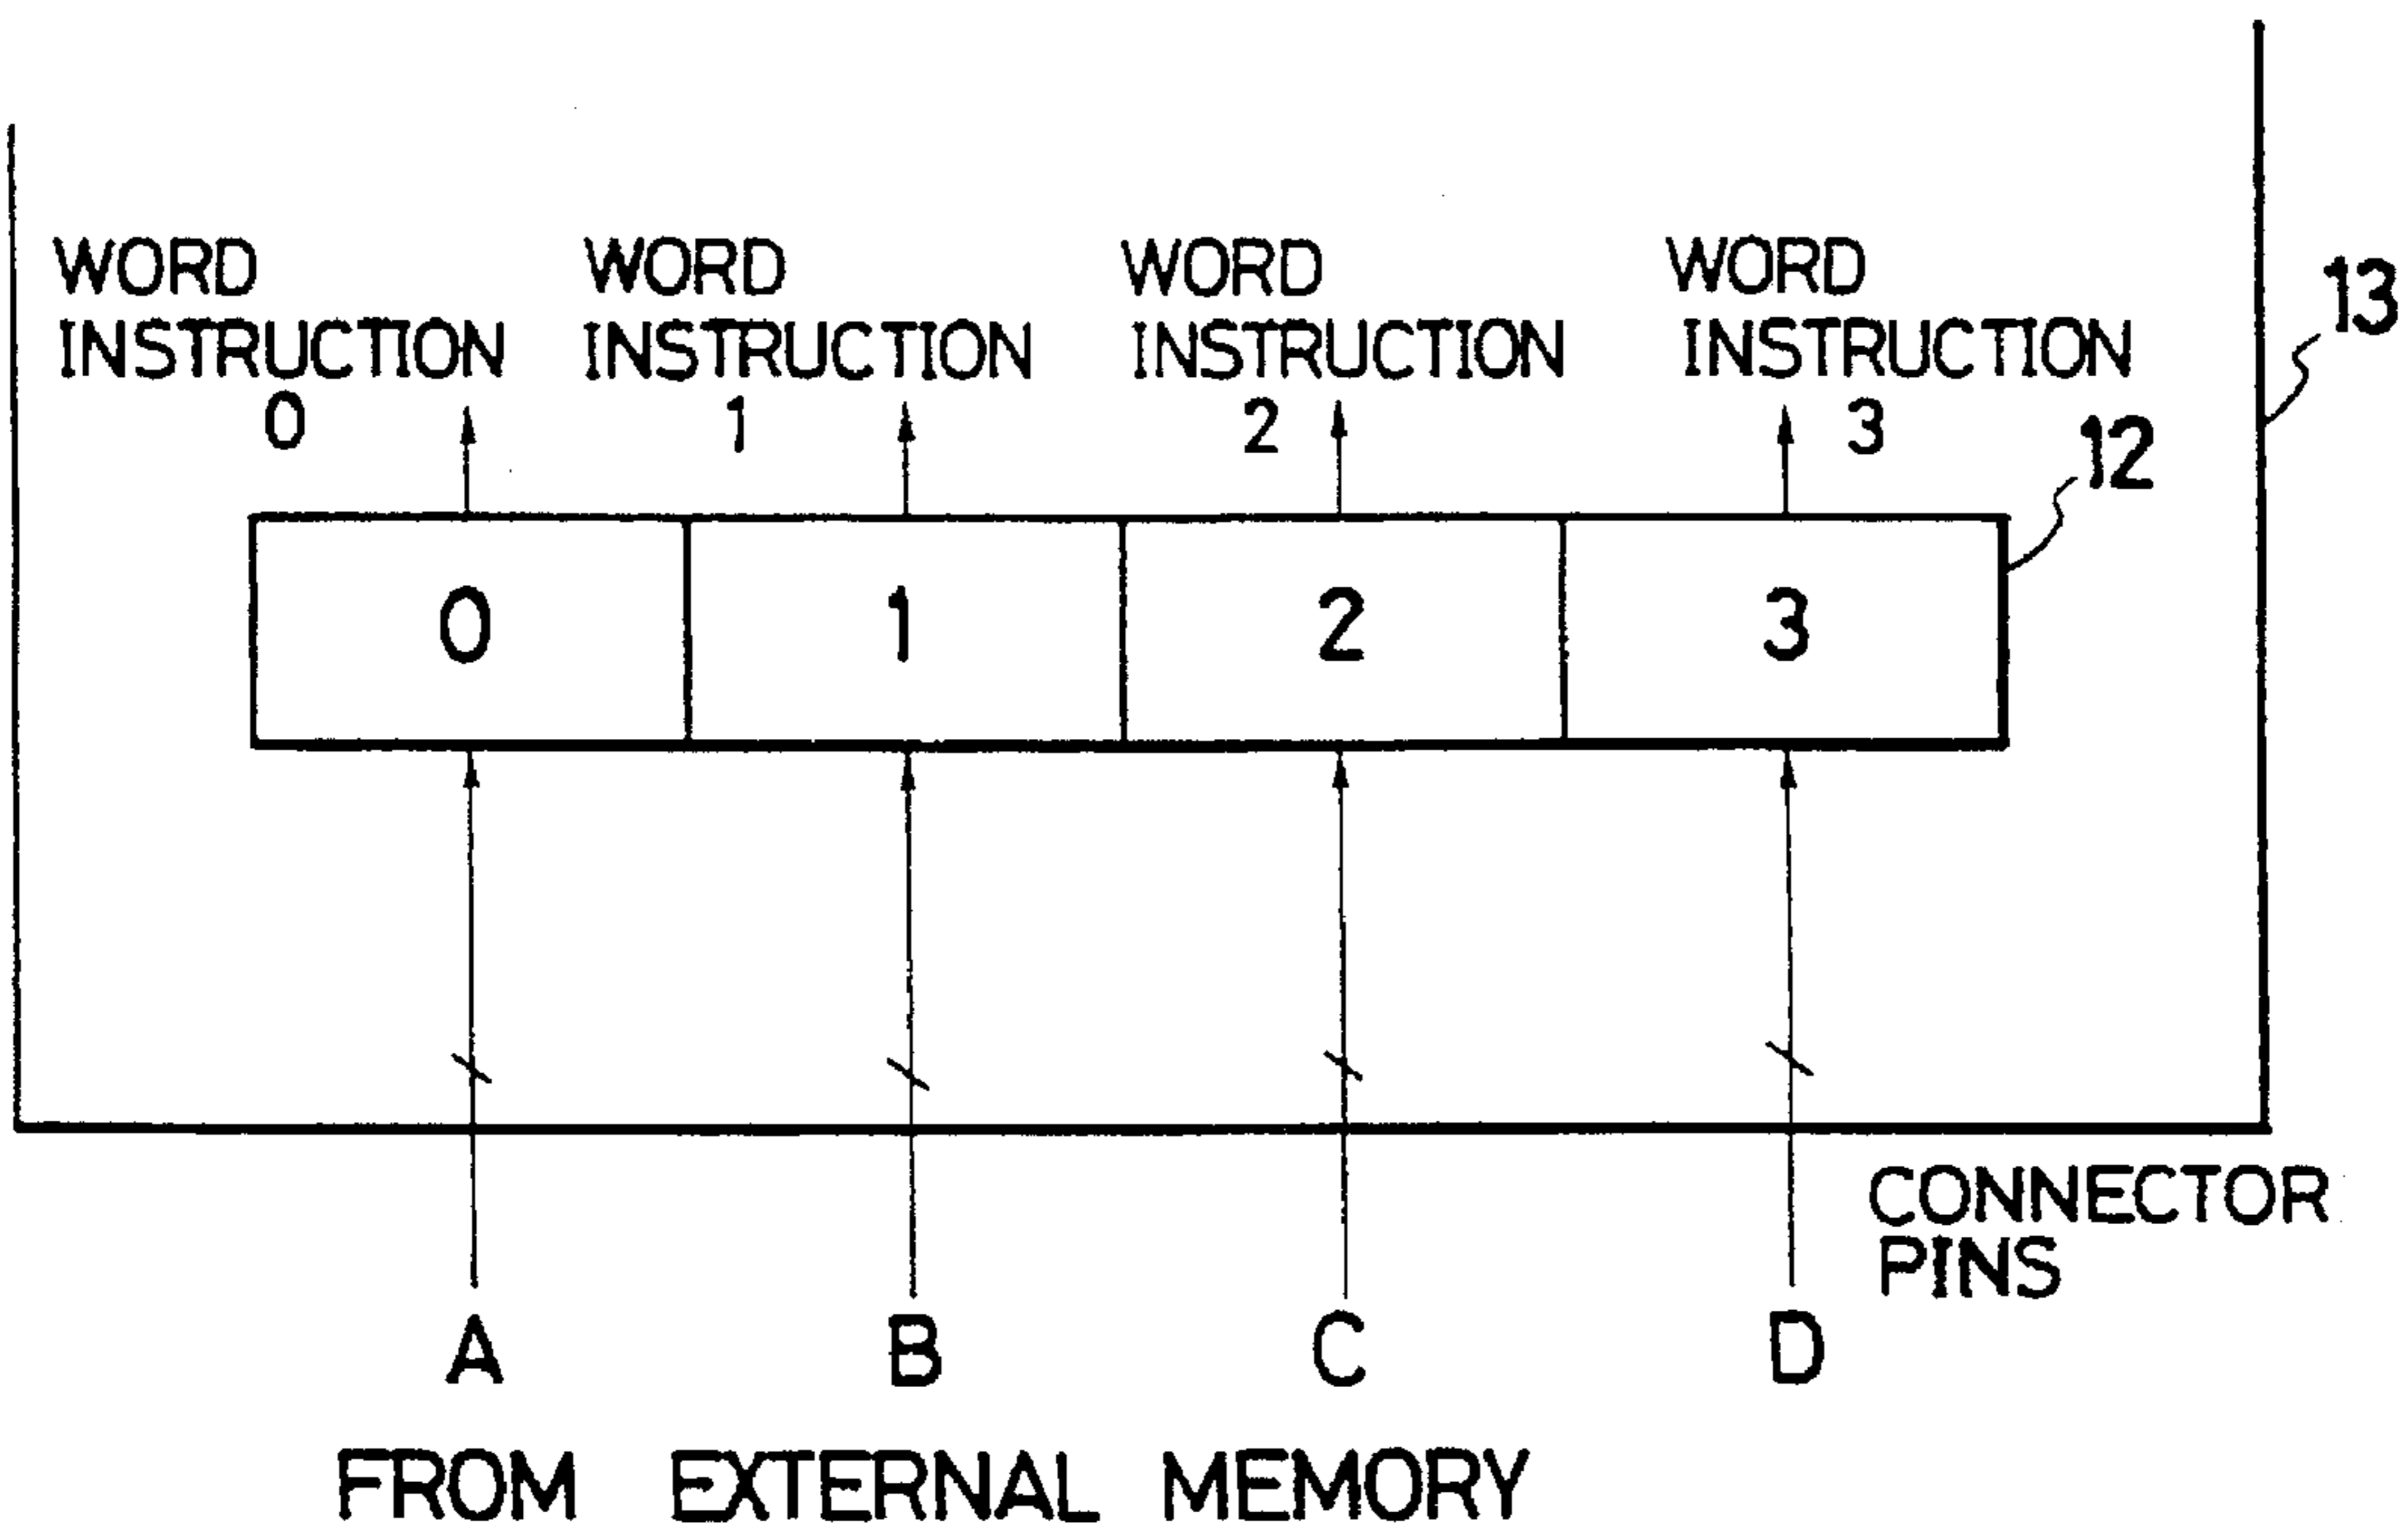 WORD INSTRUCTION 0
WORD INSTRUCTION 1
WORD INSTRUCTION 2
WORD INSTRUCTION 3
13
12
0 1 2 3
CONNECTOR
PINS
A B C D
FROM EXTERNAL MEMORY